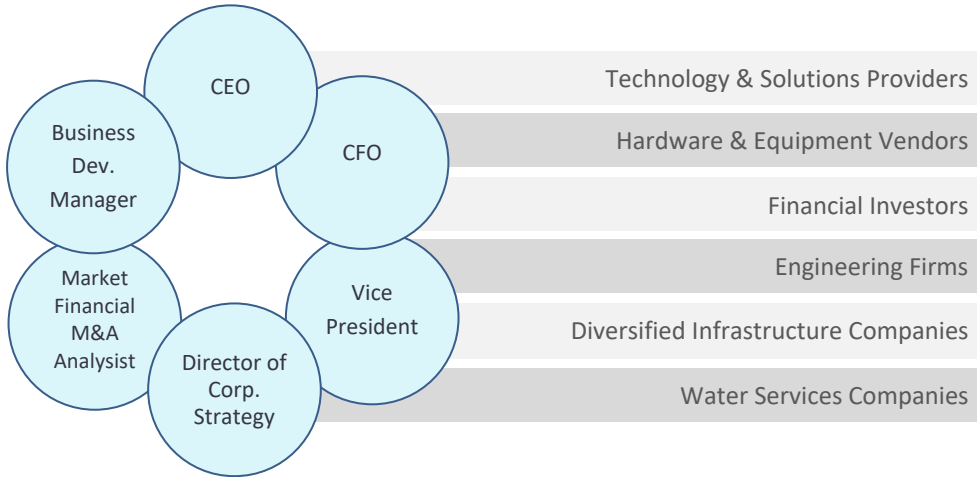 CEO
CFO
Vice
President
Director of
Corp.
Strategy
Market
Financial
M&A
Analysist
Business
Dev.
Manager
Technology & Solutions Providers
Hardware & Equipment Vendors
Financial Investors
Engineering Firms
Diversified Infrastructure Companies
Water Services Companies